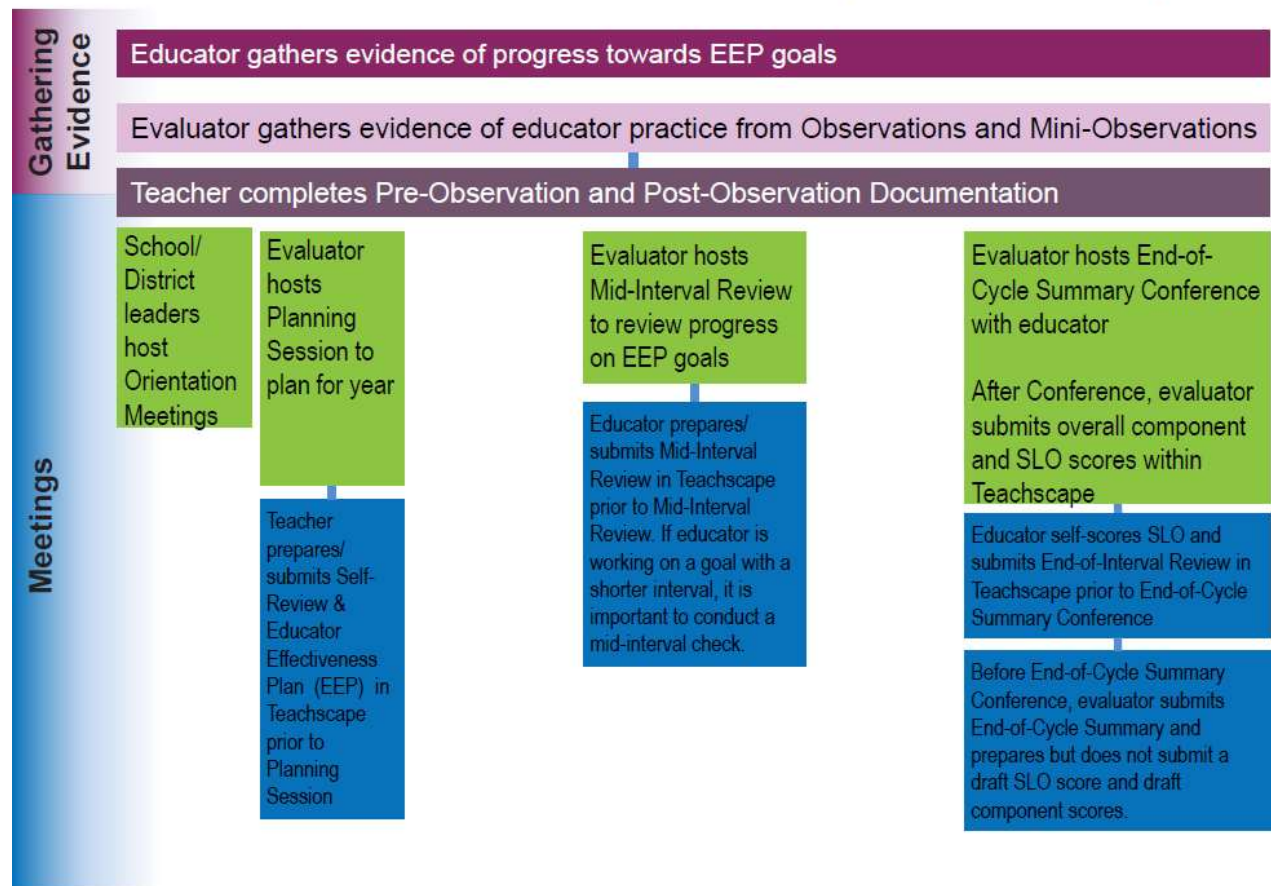 Gathering
Evidence
Educator gathers evidence of progress towards EEP goals
Evaluator gathers evidence of educator practice from Observations and Mini-Observations
Teacher completes Pre-Observation and Post-Observation Documentation
Meetings
School/
District
leaders
host
Orientation
Meetings
Evaluator
hosts
Planning
Session to
plan for year
Teacher
prepares/
submits Self-
Review &
Educator
Effectiveness
Plan (EEP) in
Teachscape
prior to
Planning
Session
Evaluator hosts
Mid-Interval Review
to review progress
on EEP goals
Educator prepares/
submits Mid-Interval
Review in Teachscape
prior to Mid-Interval
Review. If educator is
working on a goal with a
shorter interval, it is
important to conduct a
mid-interval check.
Evaluator hosts End-of-
Cycle Summary Conference
with educator
After Conference, evaluator
submits overall component
and SLO scores within
Teachscape
Educator self-scores SLO and
submits End-of-Interval Review in
Teachscape prior to End-of-Cycle
Summary Conference
Before End-of-Cycle Summary
Conference, evaluator submits
End-of-Cycle Summary and
prepares but does not submit a
draft SLO score and draft
component scores.